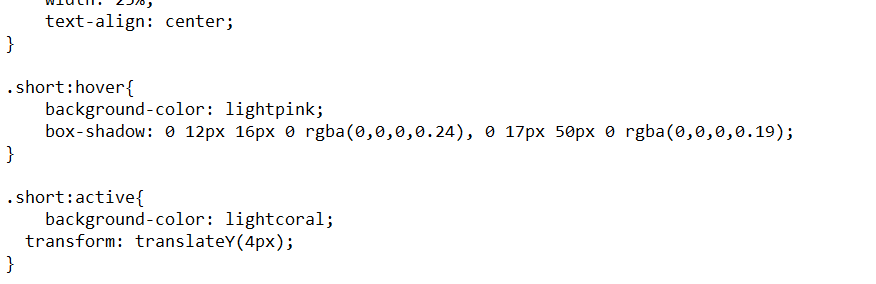 width: 25%;
    text-align: center;
}

.short:hover{
    background-color: lightpink;
    box-shadow: 0 12px 16px 0 rgba(0,0,0,0.24), 0 17px 50px 0 rgba(0,0,0,0.19);
}

.short:active{
    background-color: lightcoral;
  transform: translateY(4px);
}